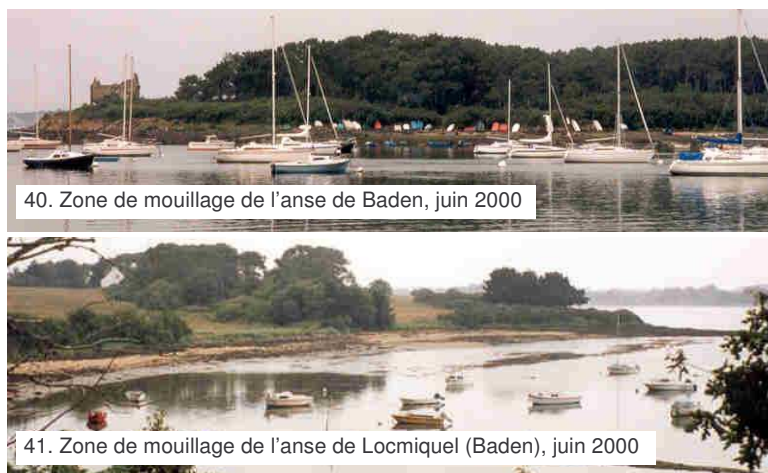 40. Zone de mouillage de l'anse de Baden, juin 2000
41. Zone de mouillage de l'anse de Locmiquel (Baden), juin 2000